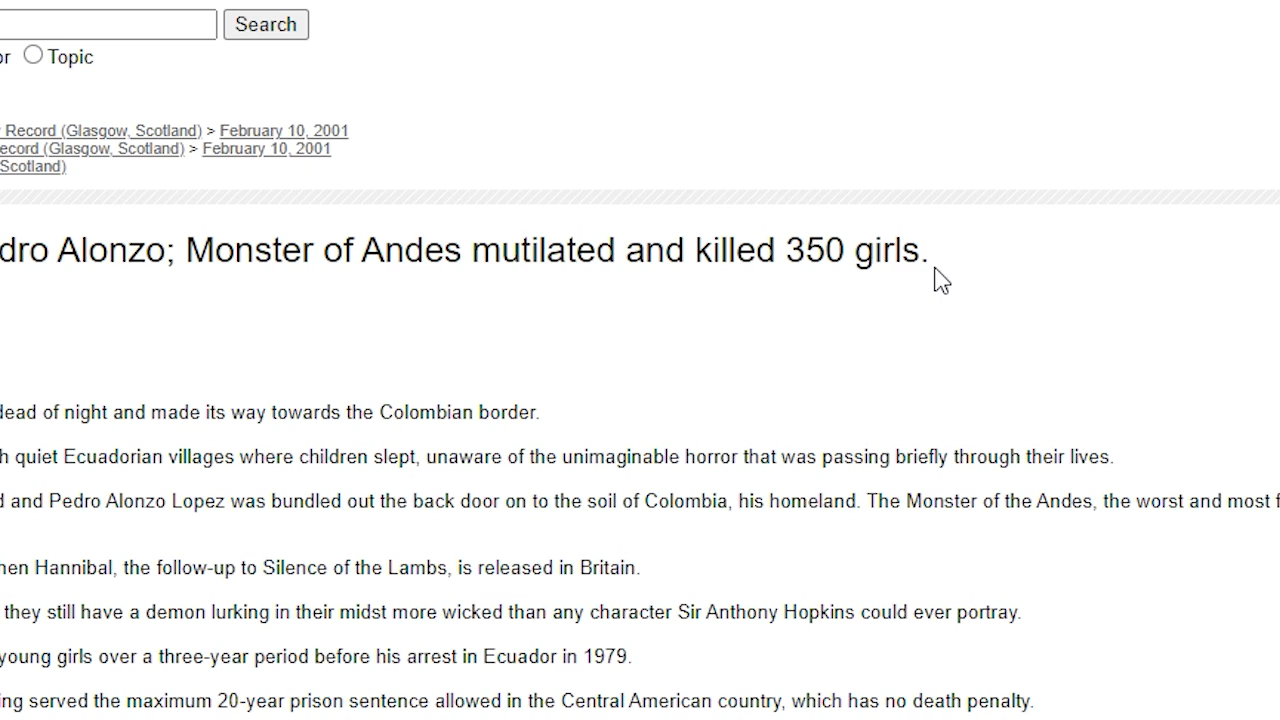 Search
or Topic
Record (Glasgow, Scotland) > February 10, 2001
ecord (Glasgow, Scotland) > February 10, 2001
Scotland)
dro Alonzo; Monster of Andes mutilated and killed 350 girls.
dead of night and made its way towards the Colombian border.
h quiet Ecuadorian villages where children slept, unaware of the unimaginable horror that was passing briefly through their lives.
d and Pedro Alonzo Lopez was bundled out the back door on to the soil of Colombia, his homeland. The Monster of the Andes, the worst and most f
hen Hannibal, the follow-up to Silence of the Lambs, is released in Britain.
they still have a demon lurking in their midst more wicked than any character Sir Anthony Hopkins could ever portray.
young girls over a three-year period before his arrest in Ecuador in 1979.
ing served the maximum 20-year prison sentence allowed in the Central American country, which has no death penalty.